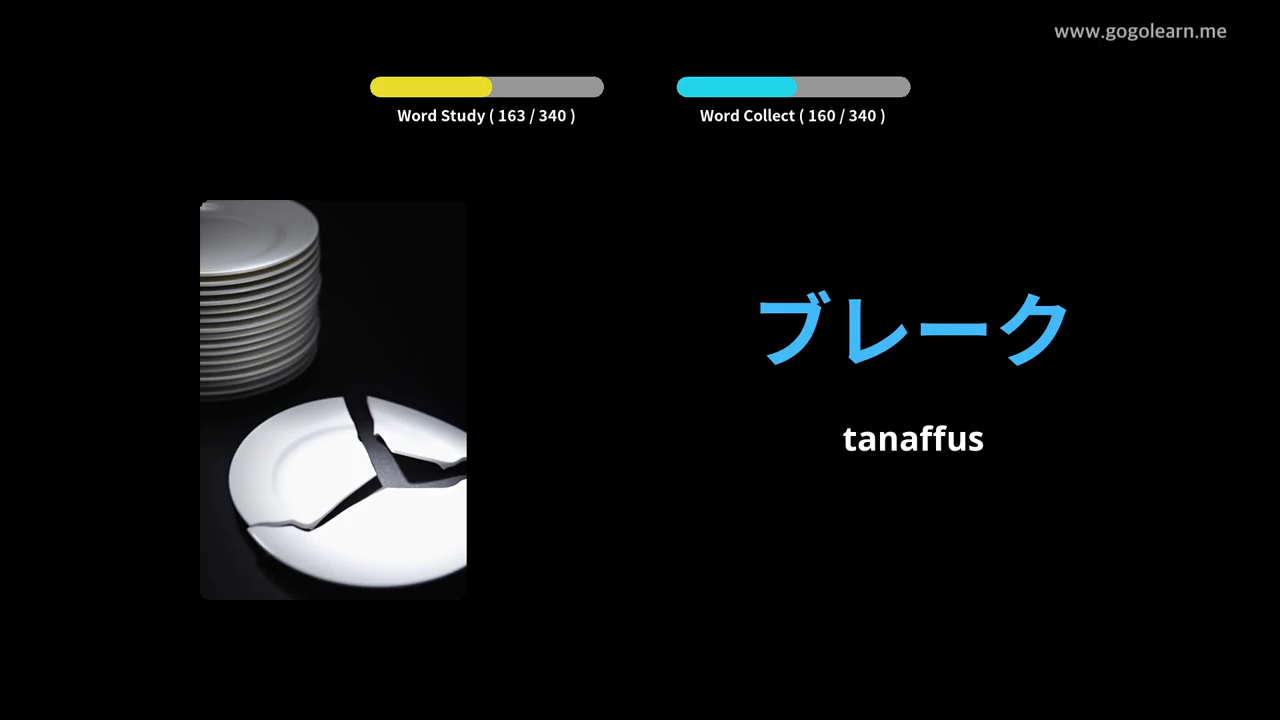 www.gogolearn.me
Word Study ( 163 / 340 )
Word Collect ( 160 / 340 )
ブレーク
tanaffus